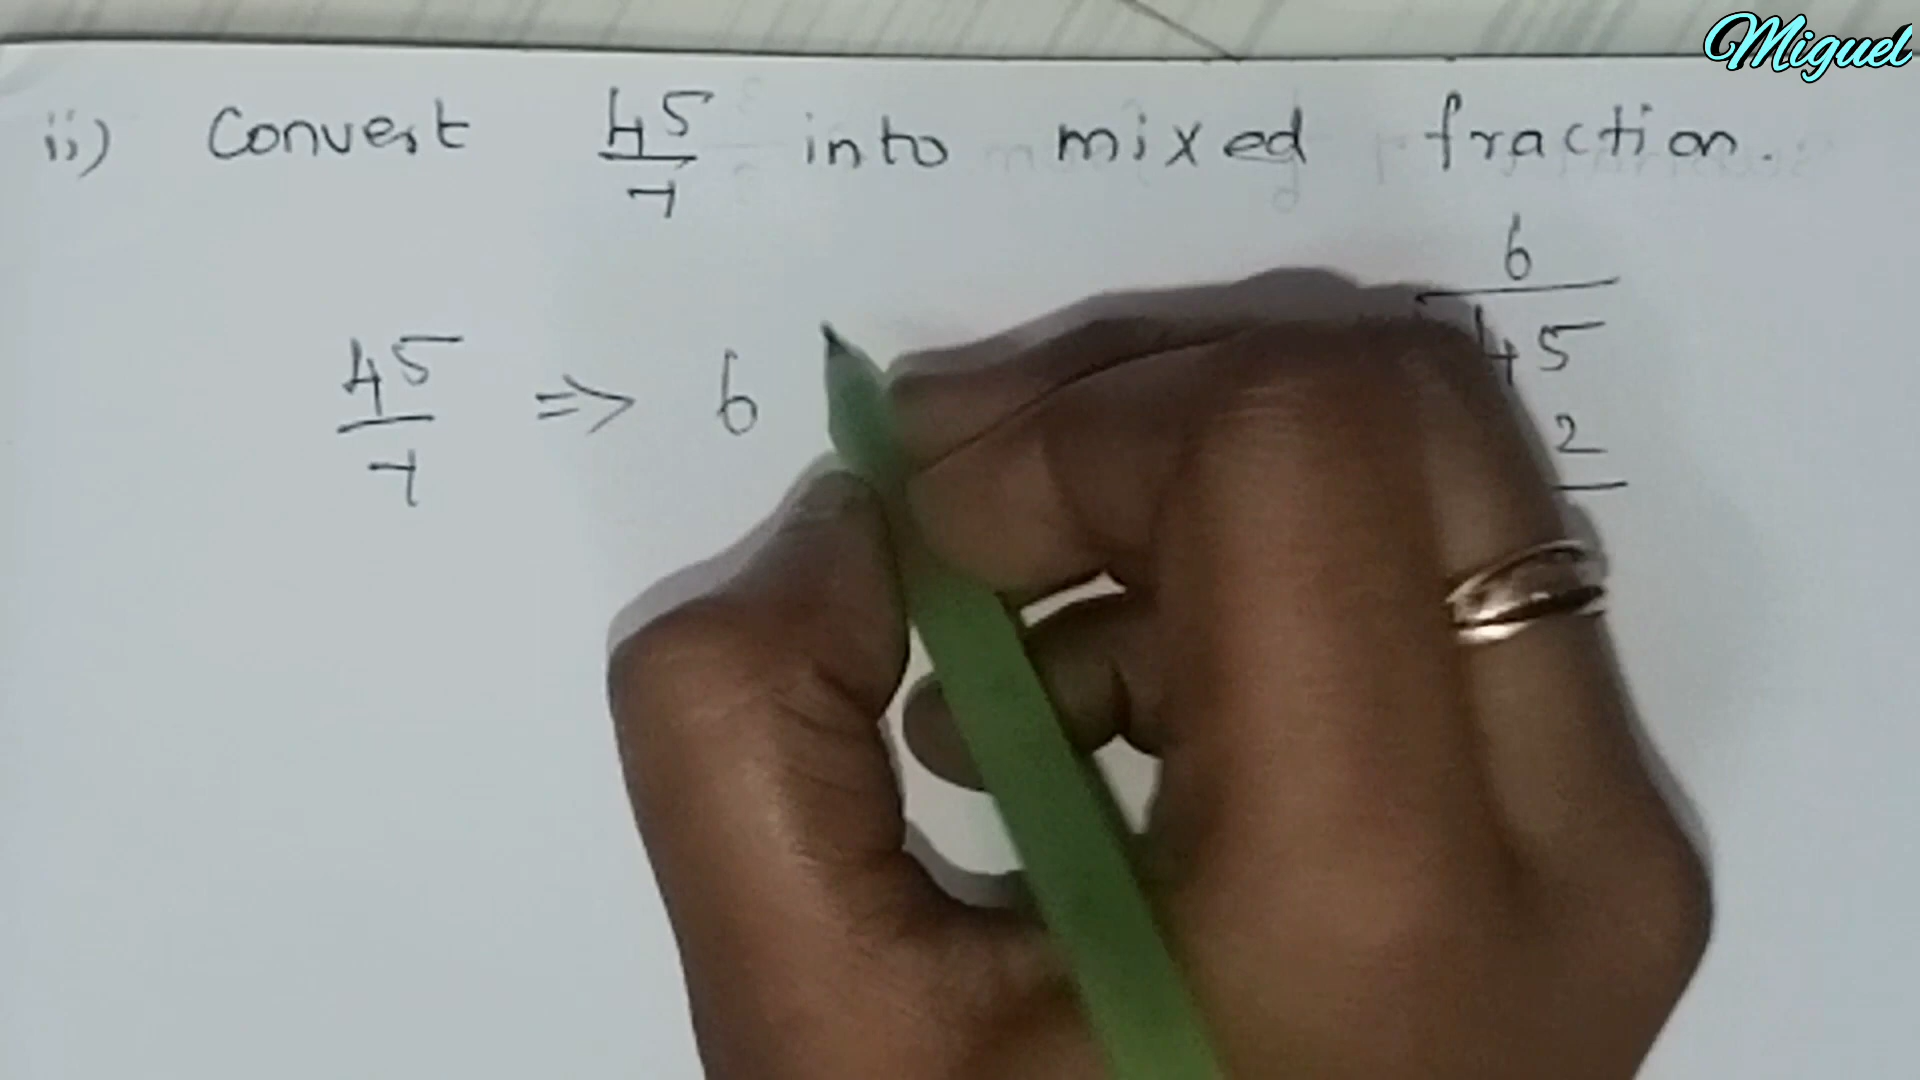 Miguel
ii) Convert 45/7 into mixed fraction.
6
45/7 => 6
45
2